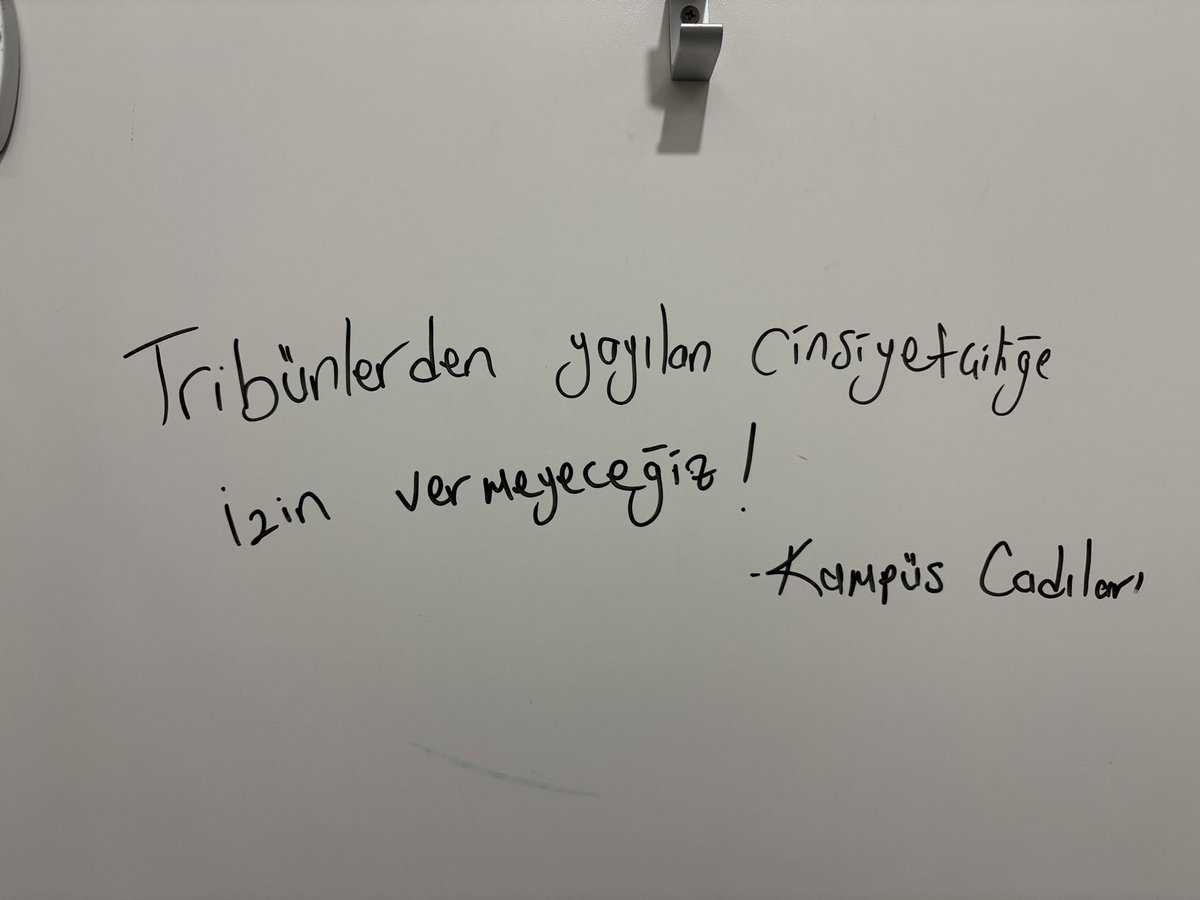 Tribünlerden yayılan cinsiyetçiliğe
izin vermeyeceğiz!
-Kampüs Cadıları